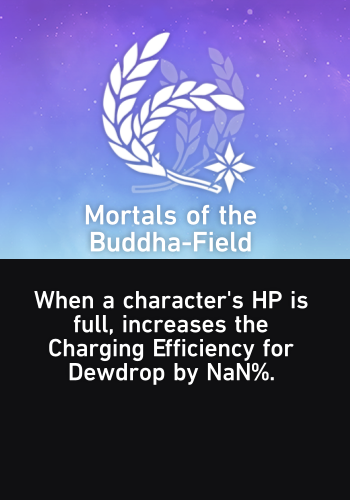 Mortals of the
Buddha-Field
When a character's HP is
full, increases the
Charging Efficiency for
Dewdrop by NaN%.